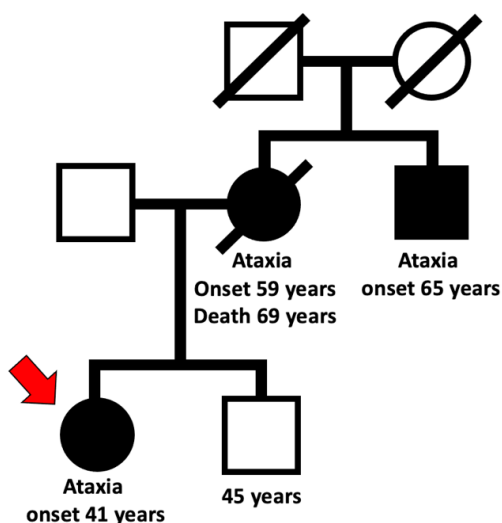 Ataxia
Onset 59 years
Death 69 years
Ataxia
onset 65 years
Ataxia
onset 41 years
45 years